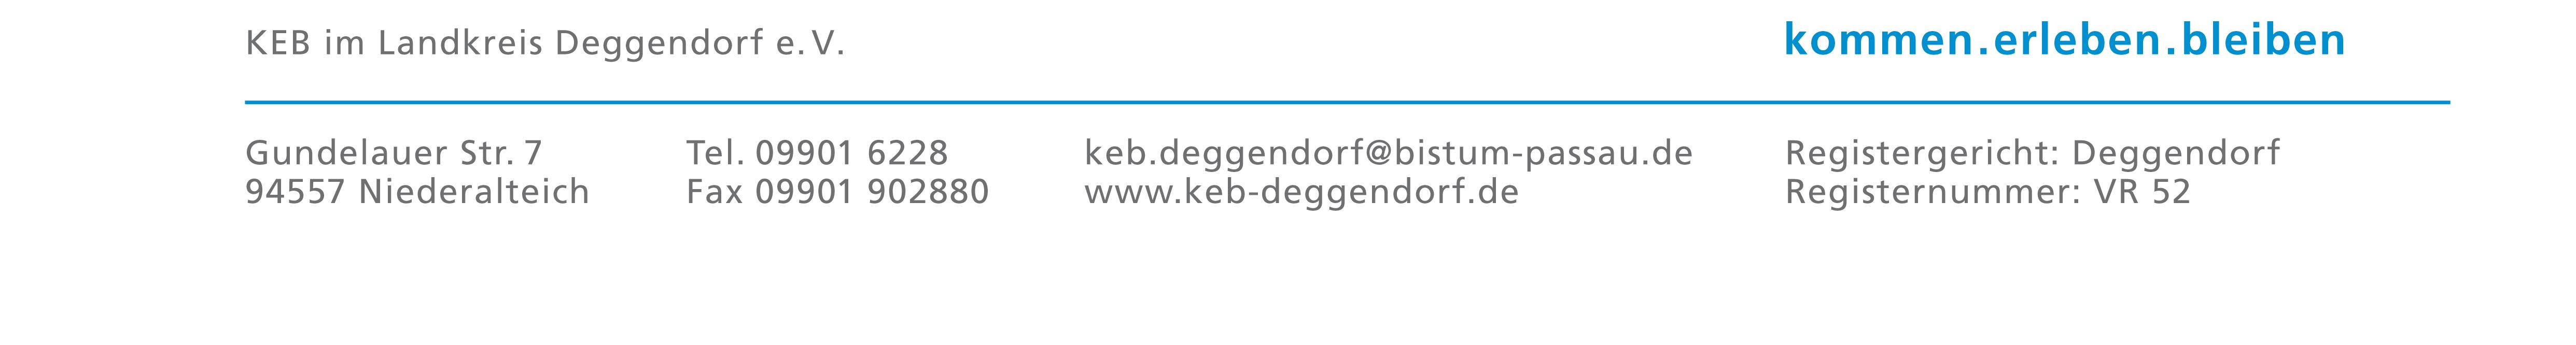 KEB im Landkreis Deggendorf e. V.
kommen.erleben.bleiben
Gundelauer Str. 7
94557 Niederalteich
Tel. 09901 6228
Fax 09901 902880
keb.deggendorf@bistum-passau.de
www.keb-deggendorf.de
Registergericht: Deggendorf
Registernummer: VR 52